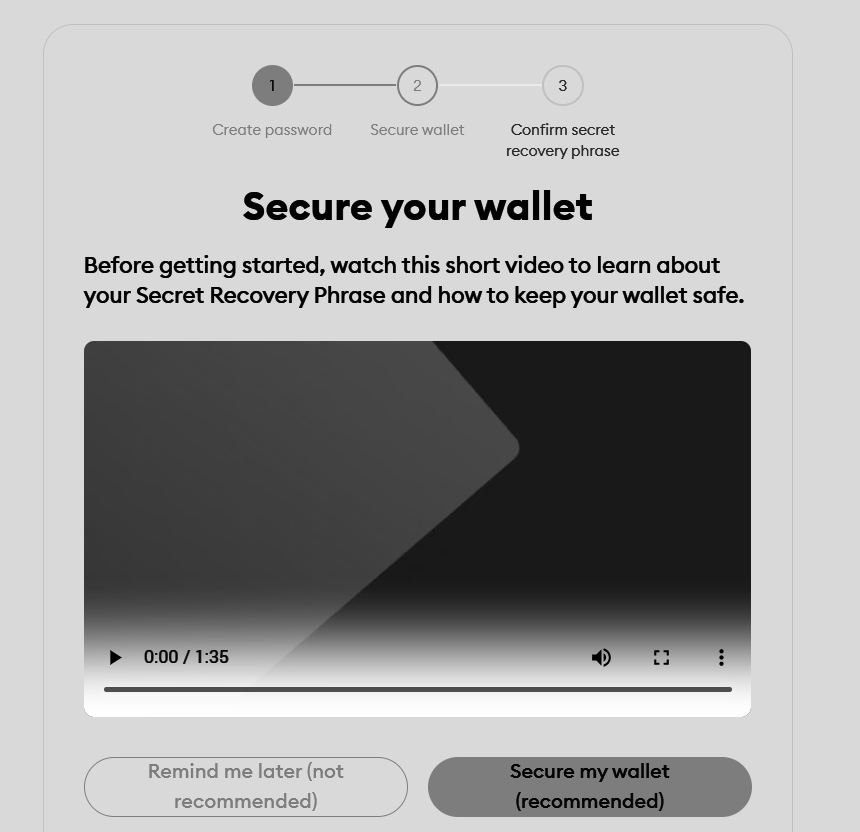 1
2
3
Create password
Secure wallet
Confirm secret
recovery phrase
Secure your wallet
Before getting started, watch this short video to learn about
your Secret Recovery Phrase and how to keep your wallet safe.
0:00 / 1:35
Remind me later (not
recommended)
Secure my wallet
(recommended)